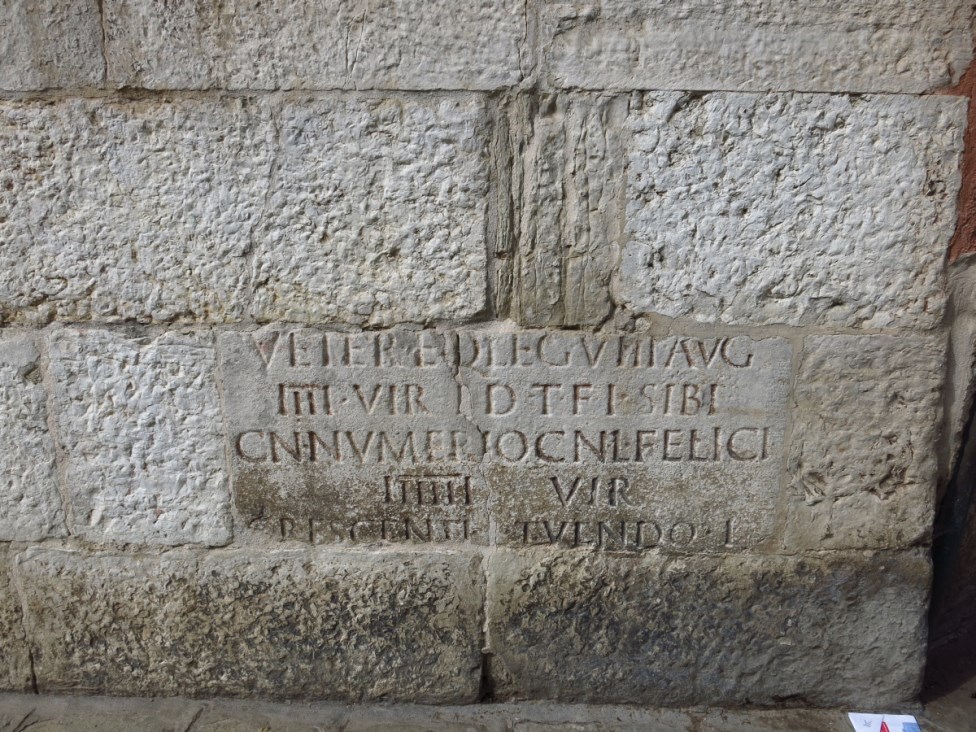 VETER·E·D LEG VIII AVG
IIII·VIR I D T F I·SIBI
CN NVMERIO CN L FELICI
IIIIII VIR
RESCENTI TVENDO·